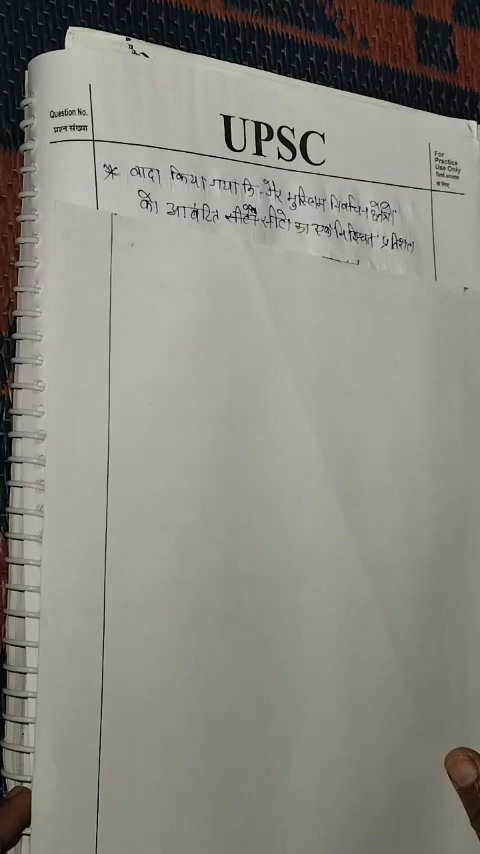 Question No.
प्रश्न संख्या
UPSC
For
Practice
Use Only
* वादा किया गया कि गैर मुस्लिम निर्वाचन क्षेत्रों
को आवंटित सीटों का एक निश्चित प्रतिशत